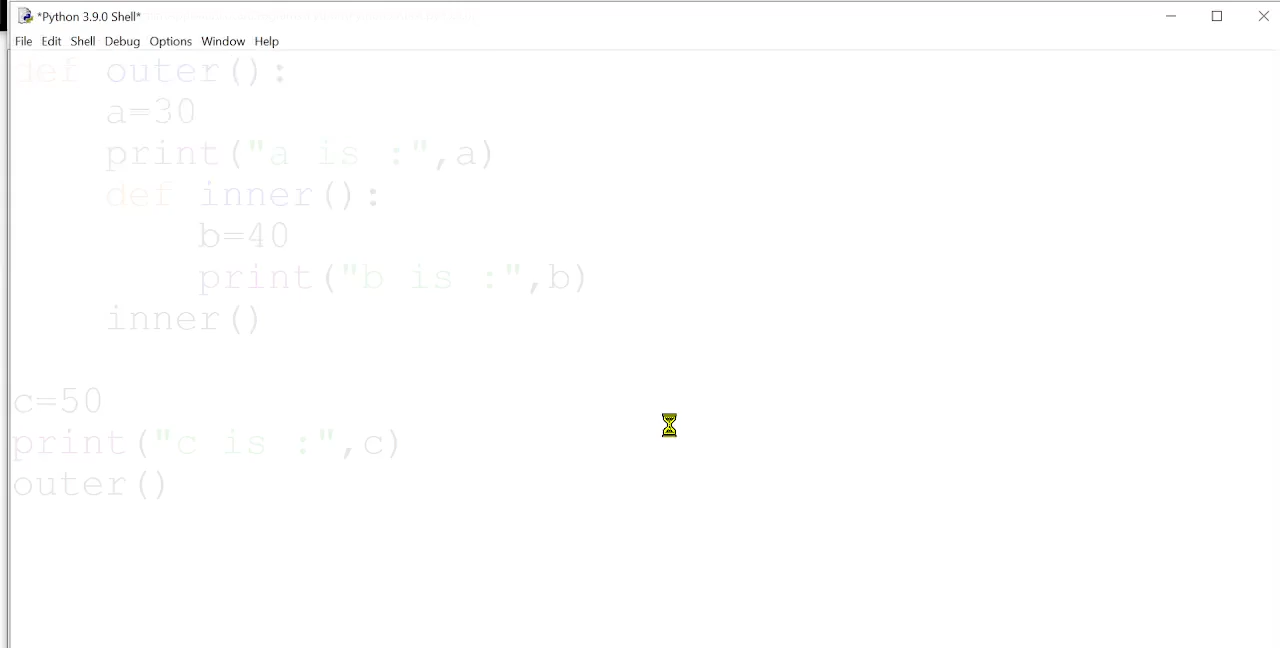 *Python 3.9.0 Shell*
File Edit Shell Debug Options Window Help
def outer():
    a=30
    print("a is :",a)
    def inner():
        b=40
        print("b is :",b)
    inner()
c=50
print("c is :",c)
outer()